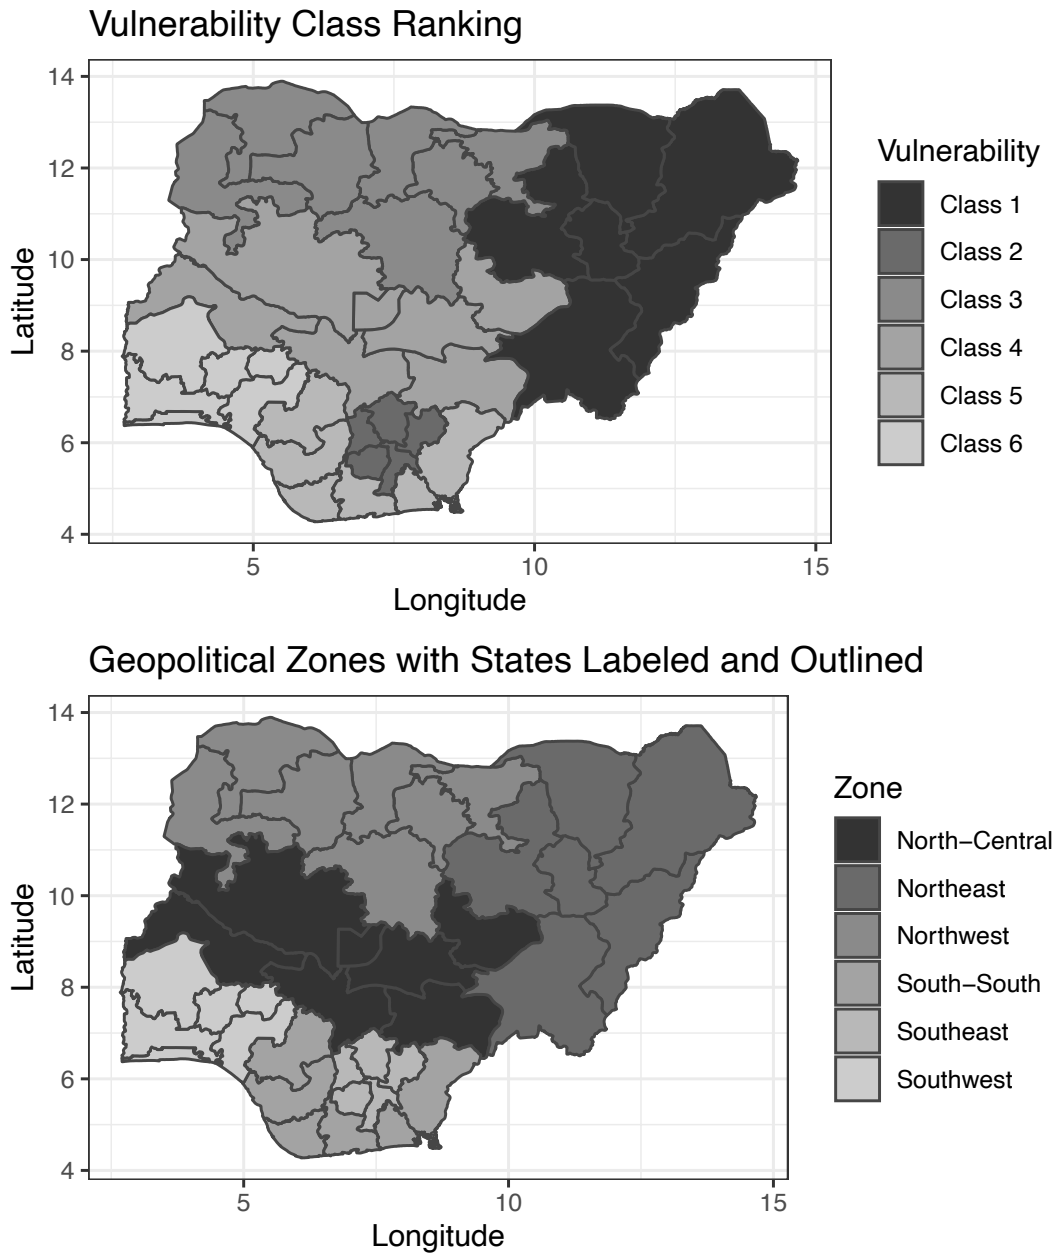 Vulnerability Class Ranking
14
12
10
8
6
4
Latitude
5
10
15
Longitude
Vulnerability
Class 1
Class 2
Class 3
Class 4
Class 5
Class 6
Geopolitical Zones with States Labeled and Outlined
14
12
10
8
6
4
Latitude
5
10
15
Longitude
Zone
North−Central
Northeast
Northwest
South−South
Southeast
Southwest